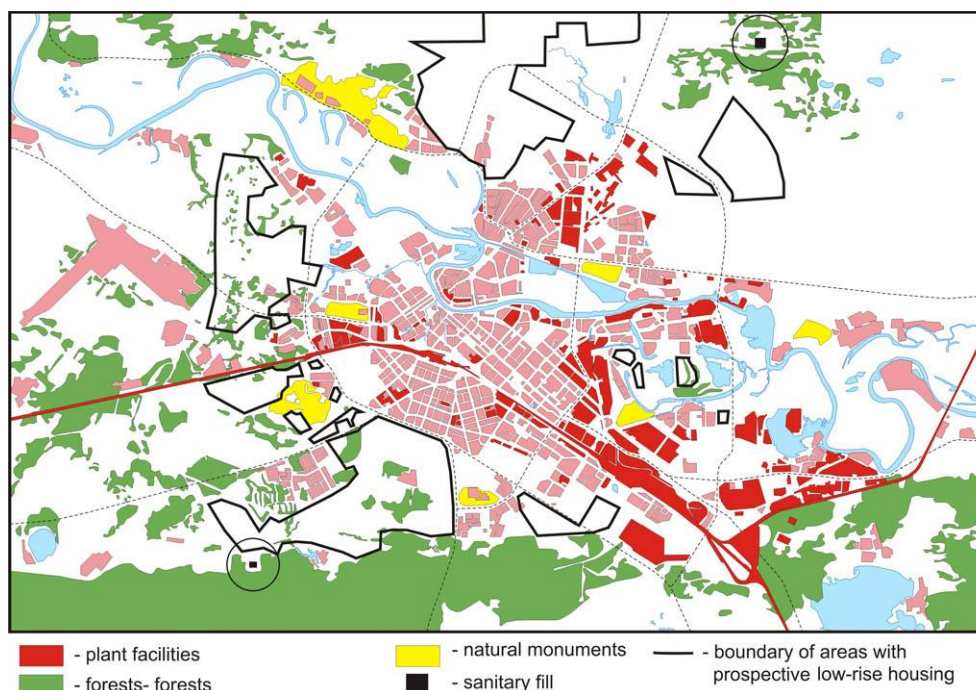 - plant facilities
- forests- forests
- natural monuments
- sanitary fill
- boundary of areas with
prospective low-rise housing